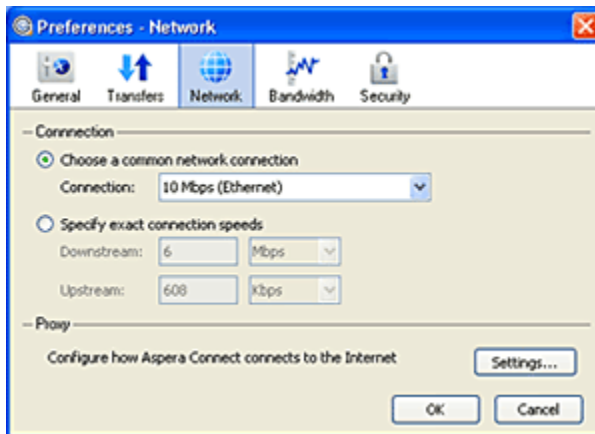 Preferences - Network
General Transfers Network Bandwidth Security
Connnection
Choose a common network connection
Connection: 10 Mbps (Ethernet)
Specify exact connection speeds
Downstream: 6 Mbps
Upstream: 608 Kbps
Proxy
Configure how Aspera Connect connects to the Internet Settings...
OK Cancel